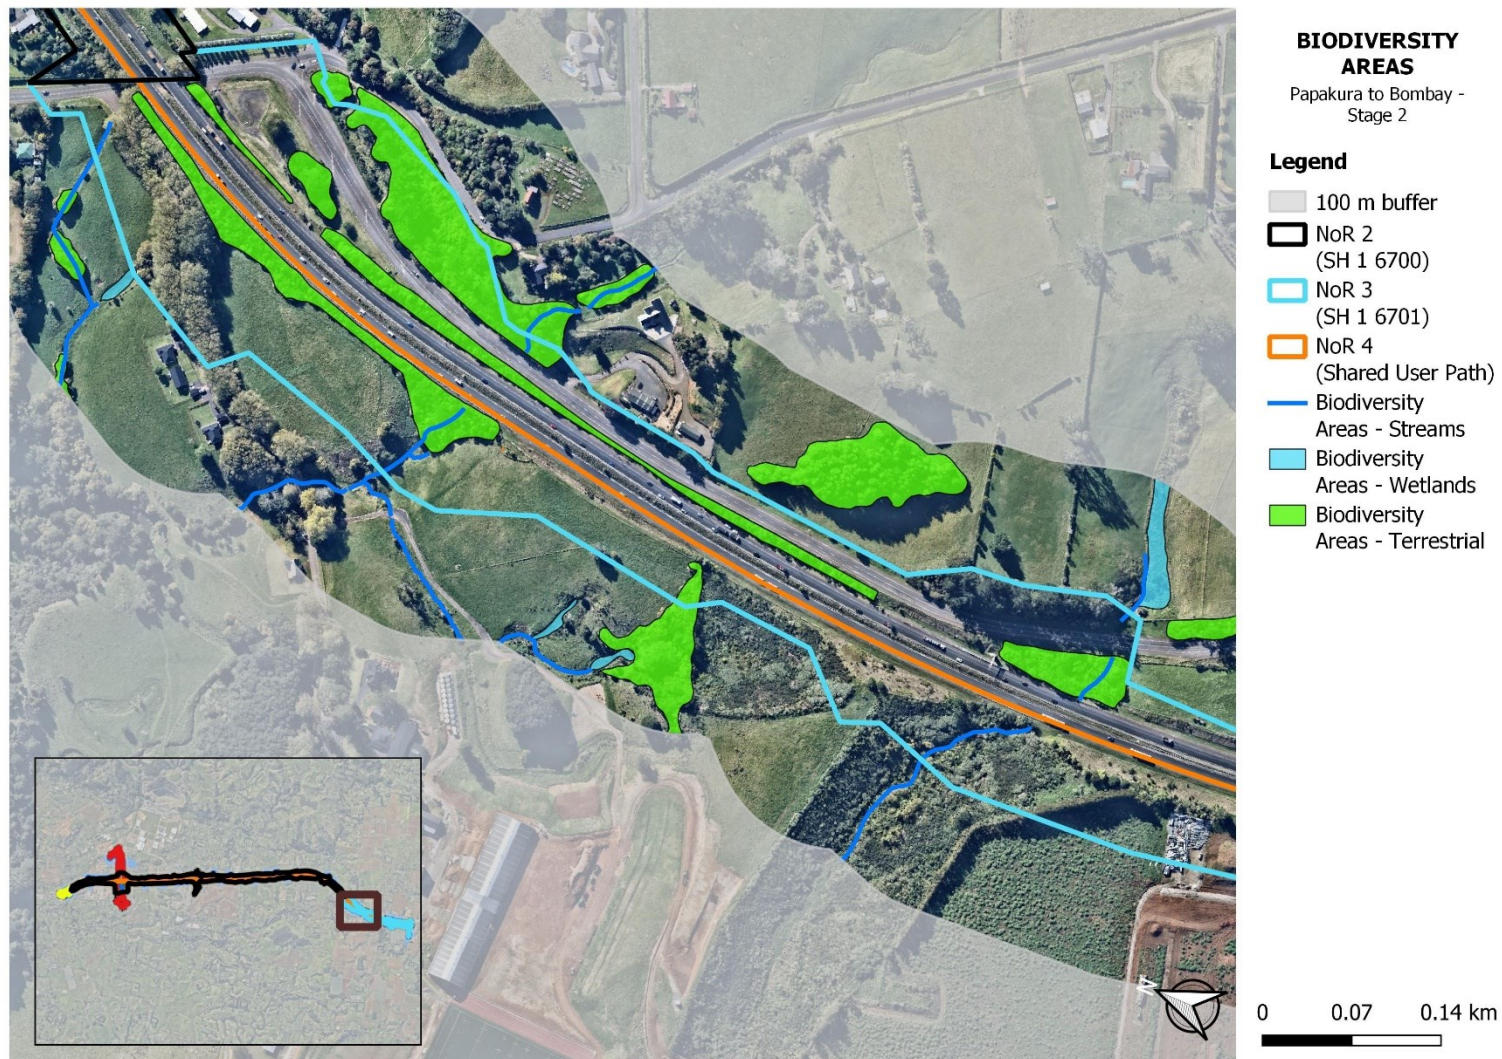 BIODIVERSITY
AREAS
Papakura to Bombay -
Stage 2
Legend
100 m buffer
NoR 2
(SH 1 6700)
NoR 3
(SH 1 6701)
NoR 4
(Shared User Path)
Biodiversity
Areas - Streams
Biodiversity
Areas - Wetlands
Biodiversity
Areas - Terrestrial
N
0 0.07 0.14 km